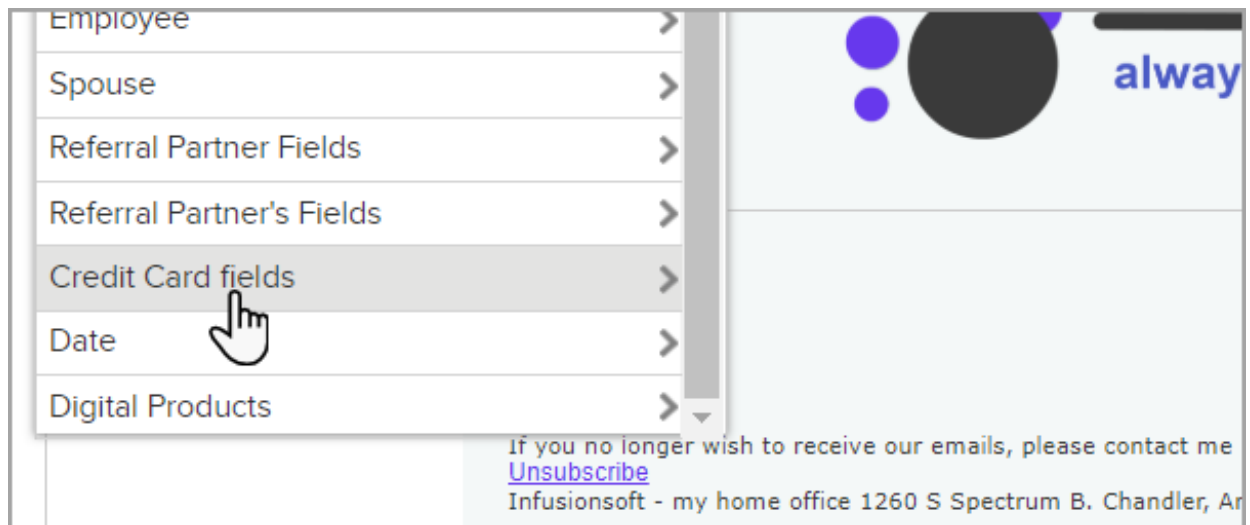 Employee
Spouse
Referral Partner Fields
Referral Partner's Fields
Credit Card fields
Date
Digital Products
alway
If you no longer wish to receive our emails, please contact me
Unsubscribe
Infusionsoft - my home office 1260 S Spectrum B. Chandler, Ar